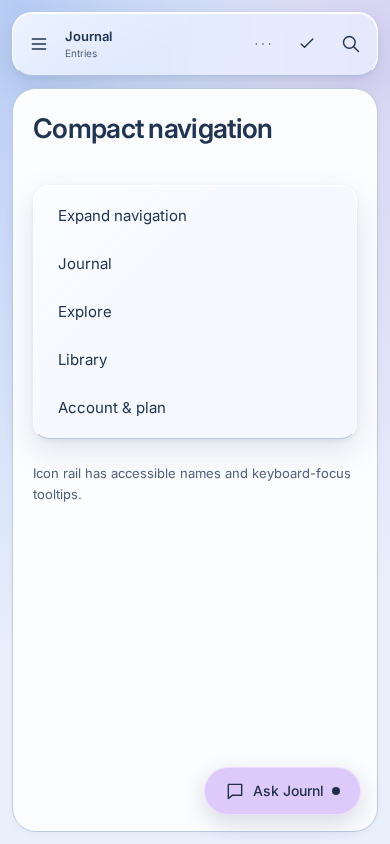 Journal
Entries
Compact navigation
Expand navigation
Journal
Explore
Library
Account & plan
Icon rail has accessible names and keyboard-focus
tooltips.
Ask Journl